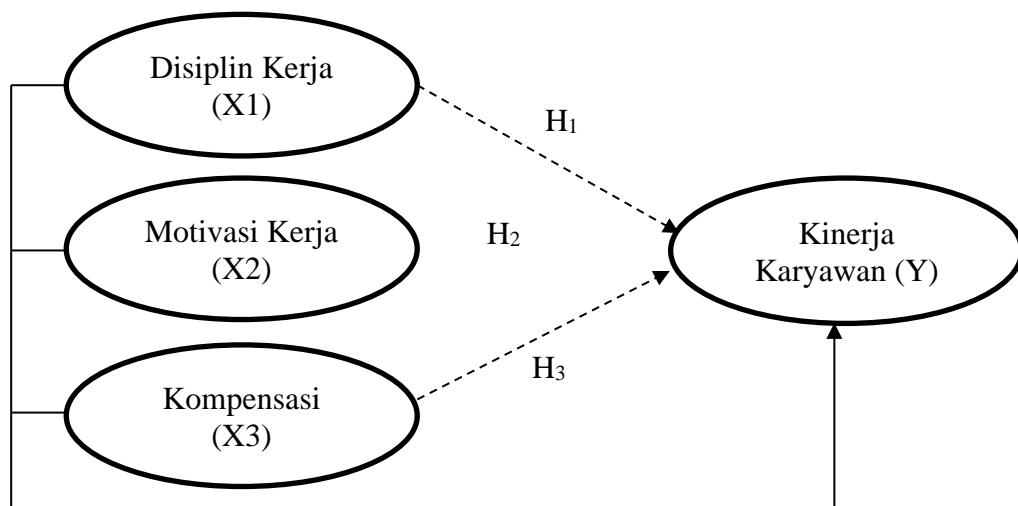 Disiplin Kerja
(X1)
H₁
Motivasi Kerja
(X2)
H₂
Kinerja
Karyawan (Y)
H₃
Kompensasi
(X3)